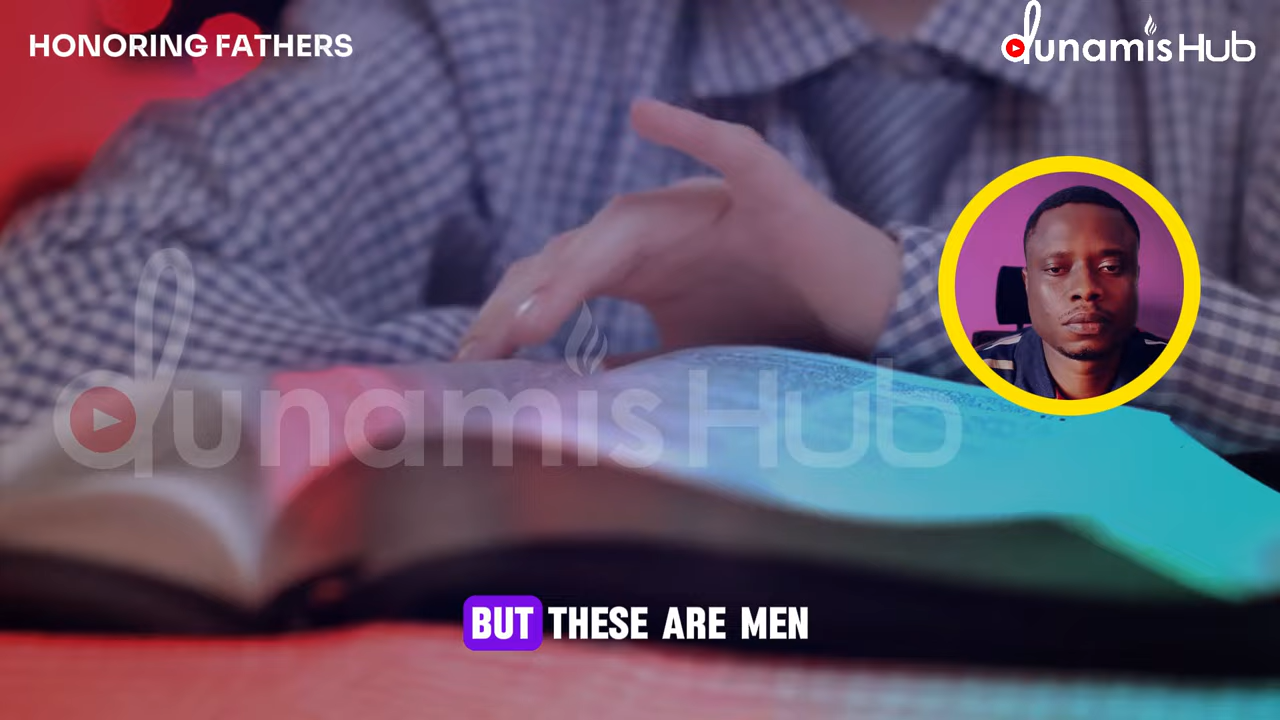 HONORING FATHERS
dunamis Hub
dunamis Hub
BUT THESE ARE MEN